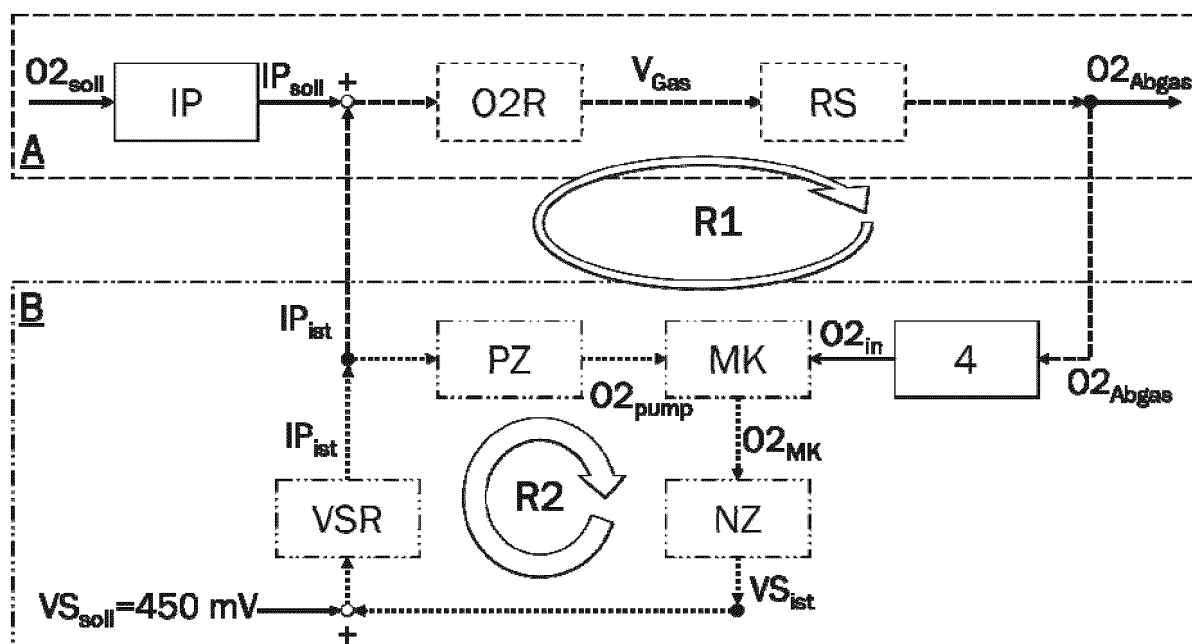 O2soll
IP
IPsoll
+
O2R
VGas
RS
O2Abgas
A
R1
B
IPist
PZ
O2pump
MK
O2in
4
O2Abgas
IPist
O2MK
VSR
R2
NZ
VSist
VSsoll=450 mV
+